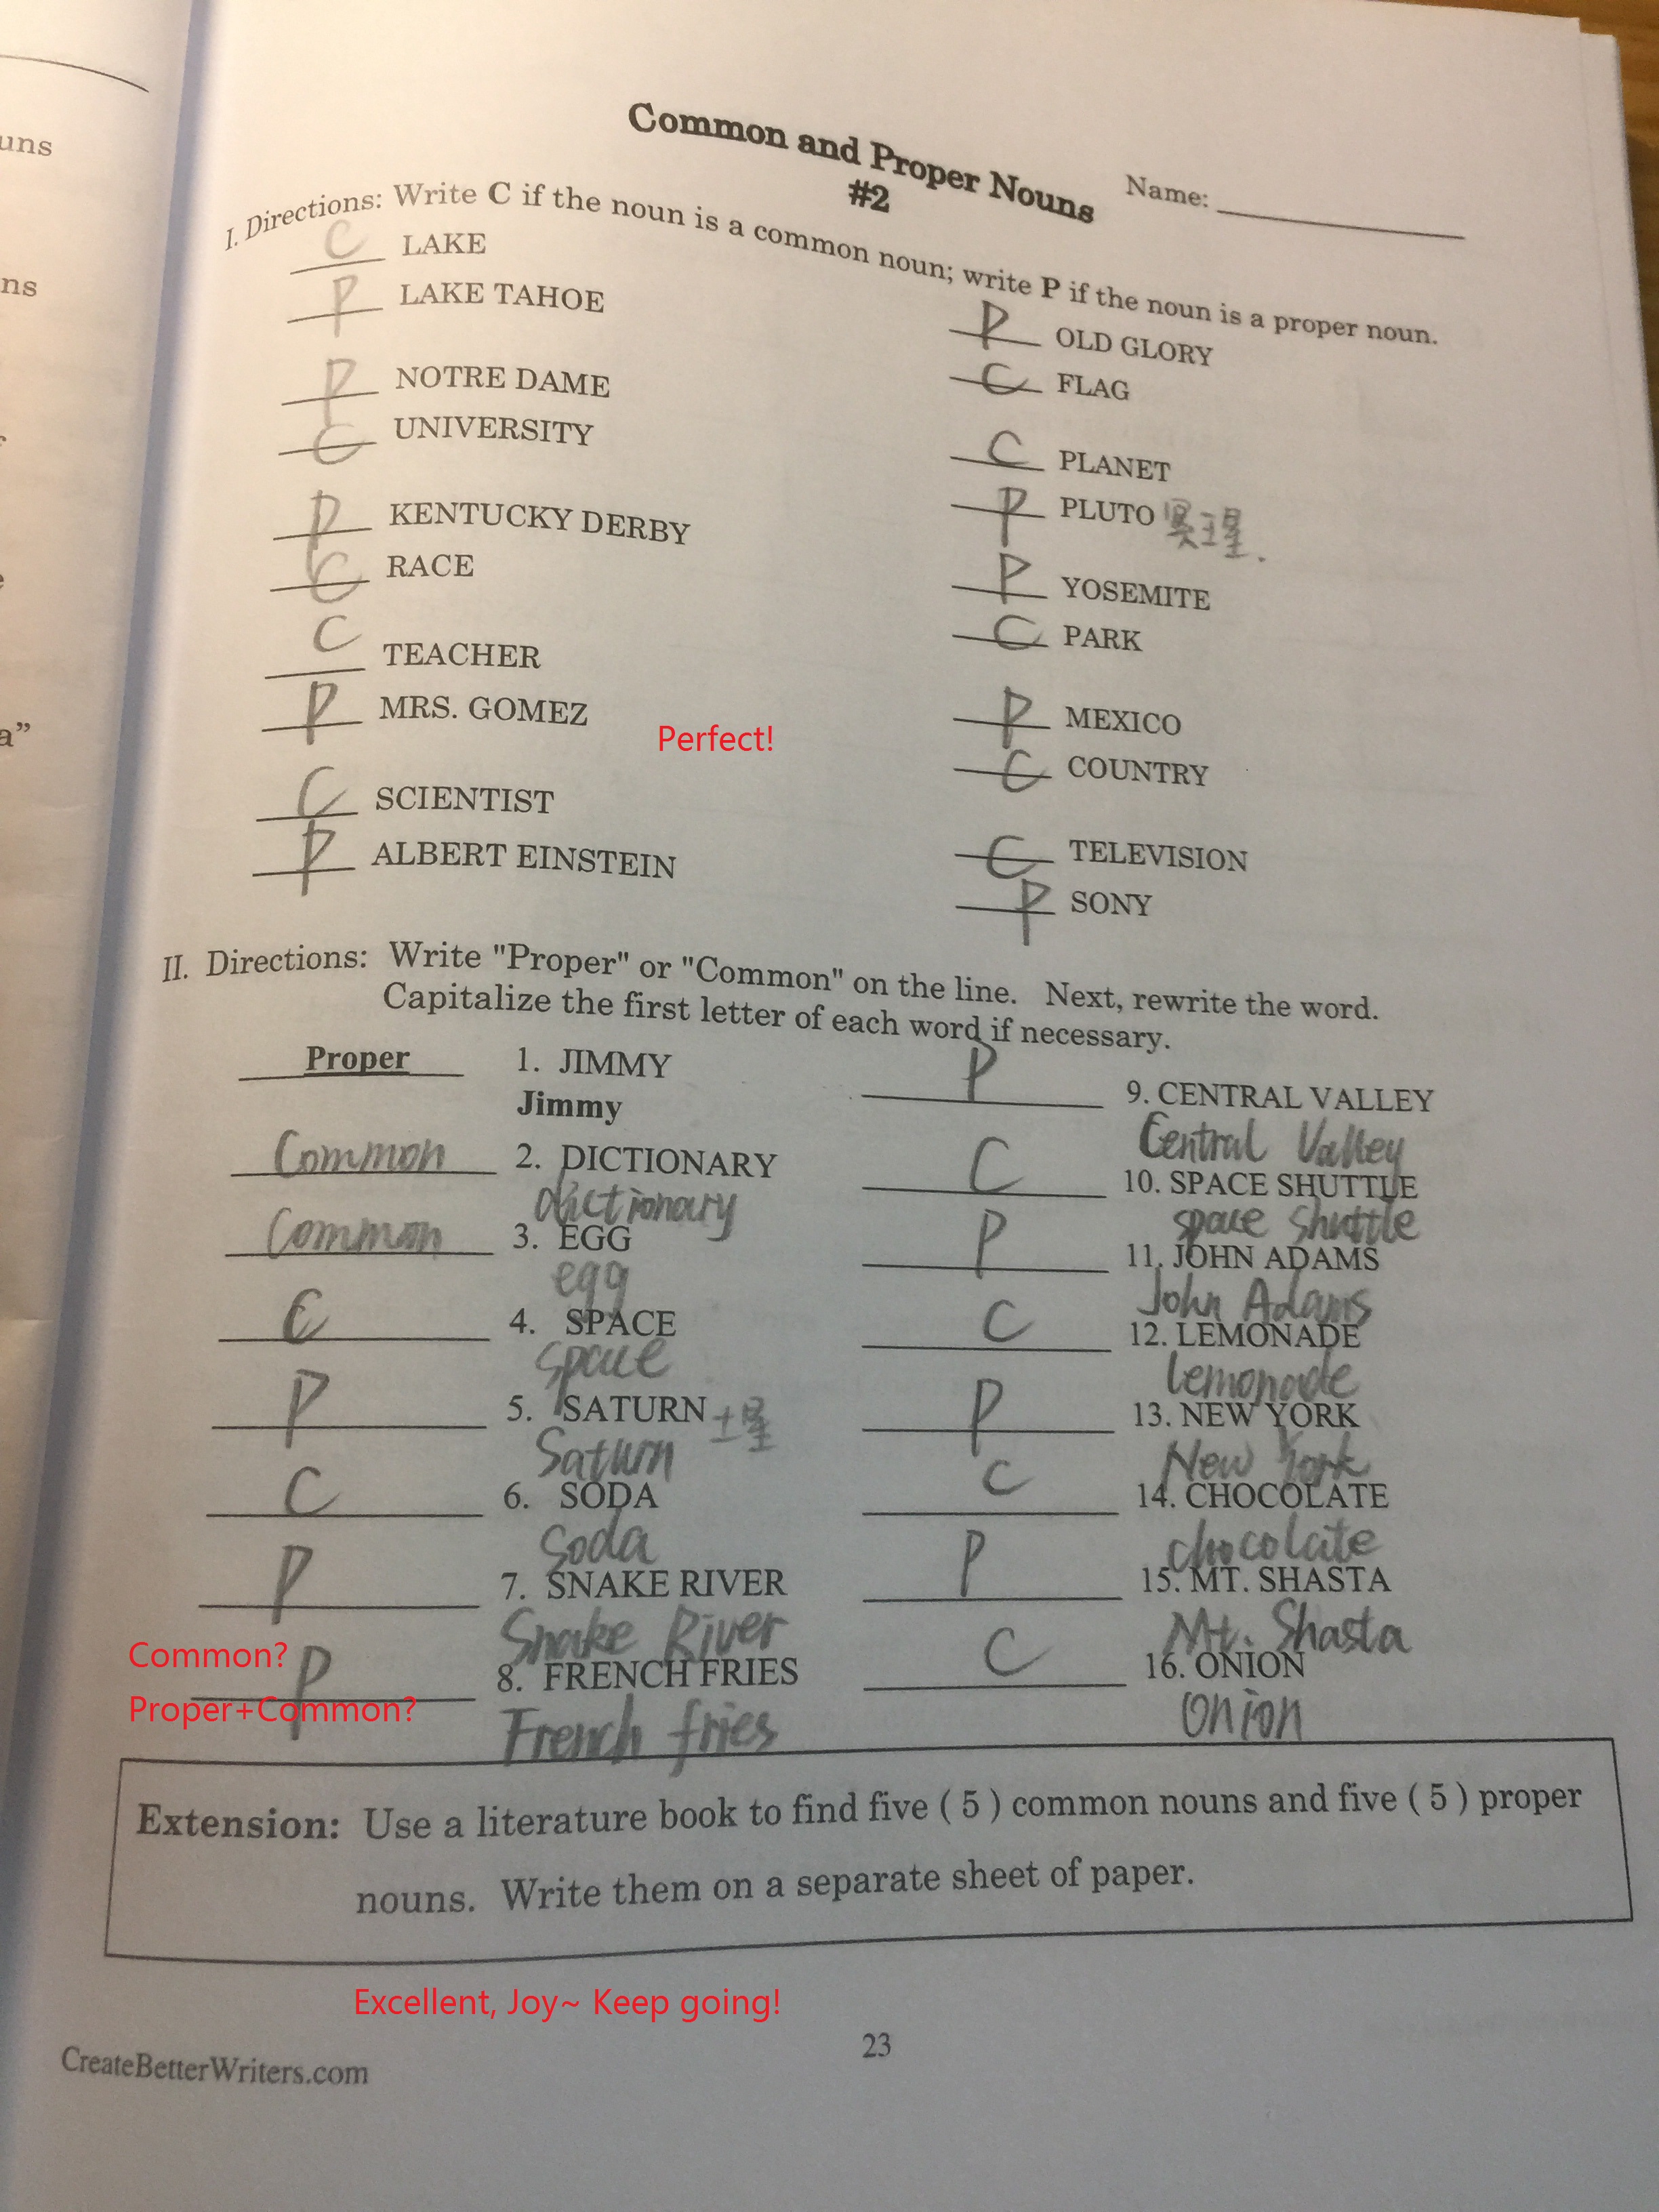 uns
ns
a”
Common and Proper Nouns
#2
Name:
I. Directions: Write C if the noun is a common noun; write P if the noun is a proper noun.
C LAKE
P LAKE TAHOE
P NOTRE DAME
C UNIVERSITY
P KENTUCKY DERBY
C RACE
C TEACHER
P MRS. GOMEZ
C SCIENTIST
P ALBERT EINSTEIN
P OLD GLORY
C FLAG
C PLANET
P PLUTO
P YOSEMITE
C PARK
P MEXICO
C COUNTRY
C TELEVISION
P SONY
Perfect!
II. Directions: Write "Proper" or "Common" on the line. Next, rewrite the word.
Capitalize the first letter of each word if necessary.
Proper 1. JIMMY
Jimmy
Common 2. DICTIONARY
dictionary
Common 3. EGG
egg
C 4. SPACE
space
P 5. SATURN 土星
Saturn
C 6. SODA
soda
P 7. SNAKE RIVER
Snake River
P 8. FRENCH FRIES
French fries
Common?
Proper+Common?
P 9. CENTRAL VALLEY
Central Valley
C 10. SPACE SHUTTLE
space shuttle
P 11. JOHN ADAMS
John Adams
C 12. LEMONADE
lemonade
P 13. NEW YORK
New York
C 14. CHOCOLATE
chocolate
P 15. MT. SHASTA
Mt. Shasta
C 16. ONION
onion
Extension: Use a literature book to find five ( 5 ) common nouns and five ( 5 ) proper
nouns. Write them on a separate sheet of paper.
Excellent, Joy~ Keep going!
23
CreateBetterWriters.com